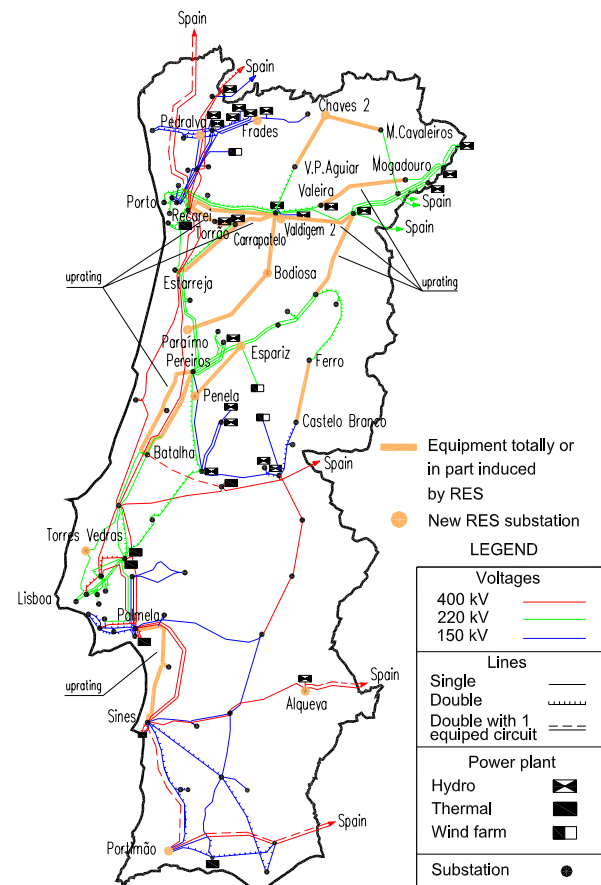 Spain
Spain
Chaves 2
Pedralva
Frades
M.Cavaleiros
V.P.Aguiar
Mogadouro
Valeira
Porto
Spain
Recarei
Torrão
Valdigem 2
Spain
Carrapatelo
uprating
Bodiosa
uprating
Estarreja
Paraímo
Pereiros
Espariz
Ferro
Penela
Castelo Branco
Batalha
Spain
Equipment totally or
in part induced
by RES
New RES substation
Torres Vedras
LEGEND
Voltages
400 kV
220 kV
150 kV
Lisboa
Palmela
Lines
Single
Double
Double with 1
equiped circuit
uprating
Spain
Alqueva
Sines
Power plant
Hydro
Thermal
Wind farm
Spain
Portimão
Substation